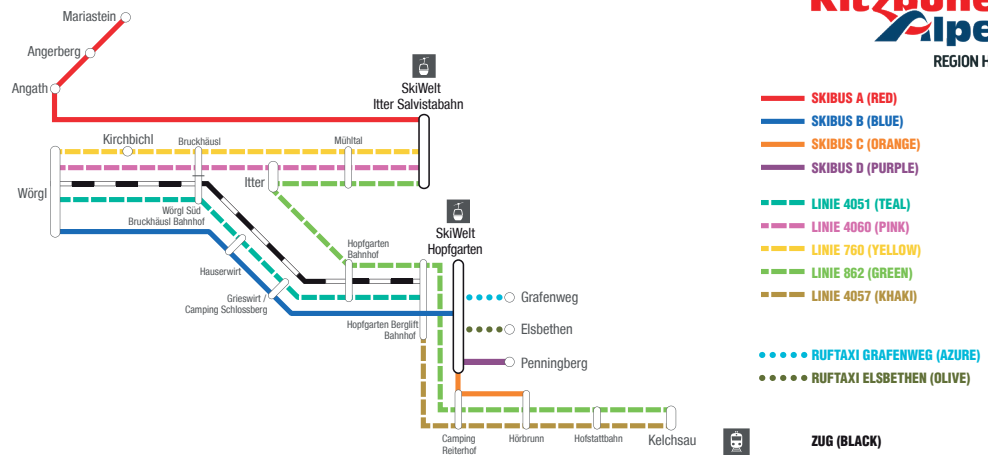 Kitzbühe
Alpe
REGION H
Mariastein
Angerberg
Angath
SkiWelt
Itter Salvistabahn
Kirchbichl
Bruckhäusl
Mühltal
Wörgl
Itter
Wörgl Süd
Bruckhäusl Bahnhof
SkiWelt
Hopfgarten
Hopfgarten
Bahnhof
Hauserwirt
Grieswirt /
Camping Schlossberg
Hopfgarten Berglift
Bahnhof
Grafenweg
Elsbethen
Penningberg
Camping
Reiterhof
Hörbrunn
Hofstattbahn
Kelchsau
SKIBUS A (RED)
SKIBUS B (BLUE)
SKIBUS C (ORANGE)
SKIBUS D (PURPLE)
LINIE 4051 (TEAL)
LINIE 4060 (PINK)
LINIE 760 (YELLOW)
LINIE 862 (GREEN)
LINIE 4057 (KHAKI)
RUFTAXI GRAFENWEG (AZURE)
RUFTAXI ELSBETHEN (OLIVE)
ZUG (BLACK)